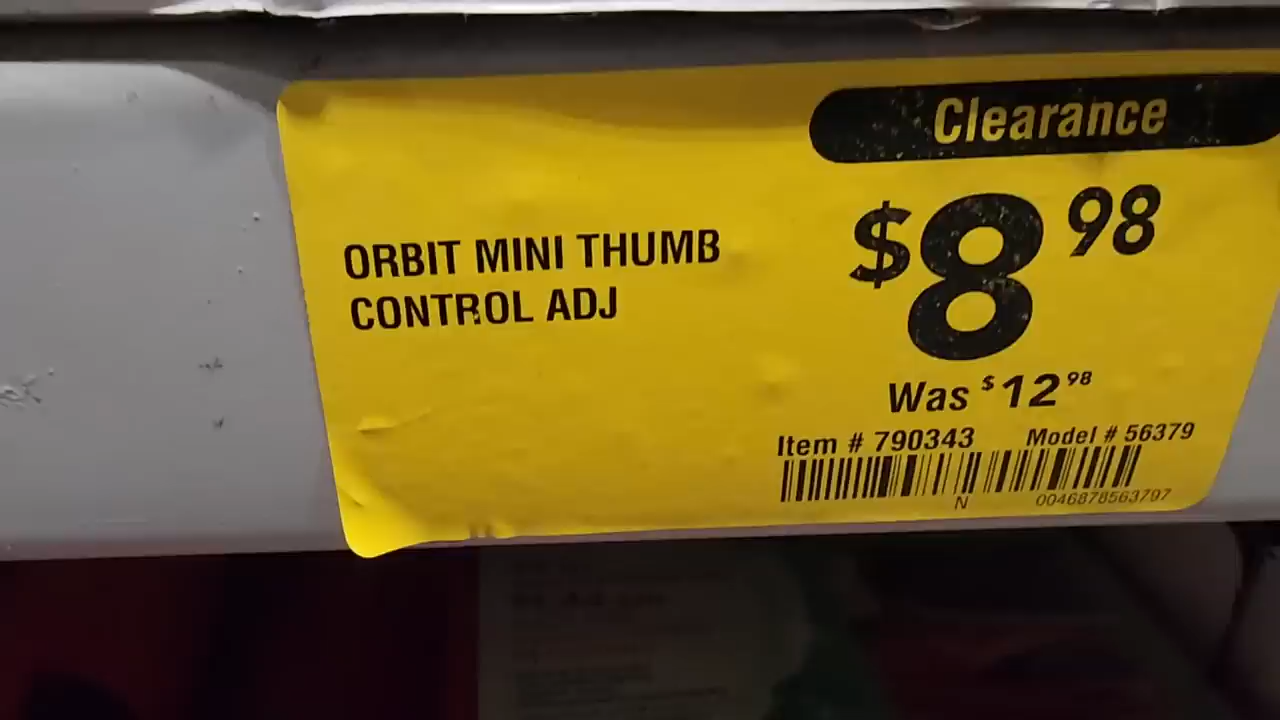 Clearance
ORBIT MINI THUMB
CONTROL ADJ
$8 98
Was $12 98
Item # 790343 Model # 56379
N 0046878563797